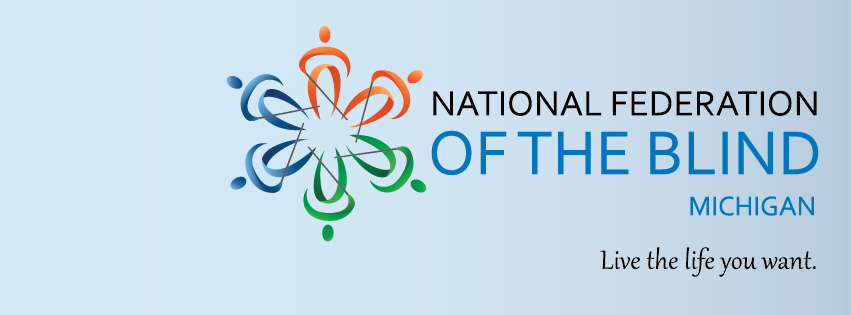 NATIONAL FEDERATION
OF THE BLIND
MICHIGAN
Live the life you want.